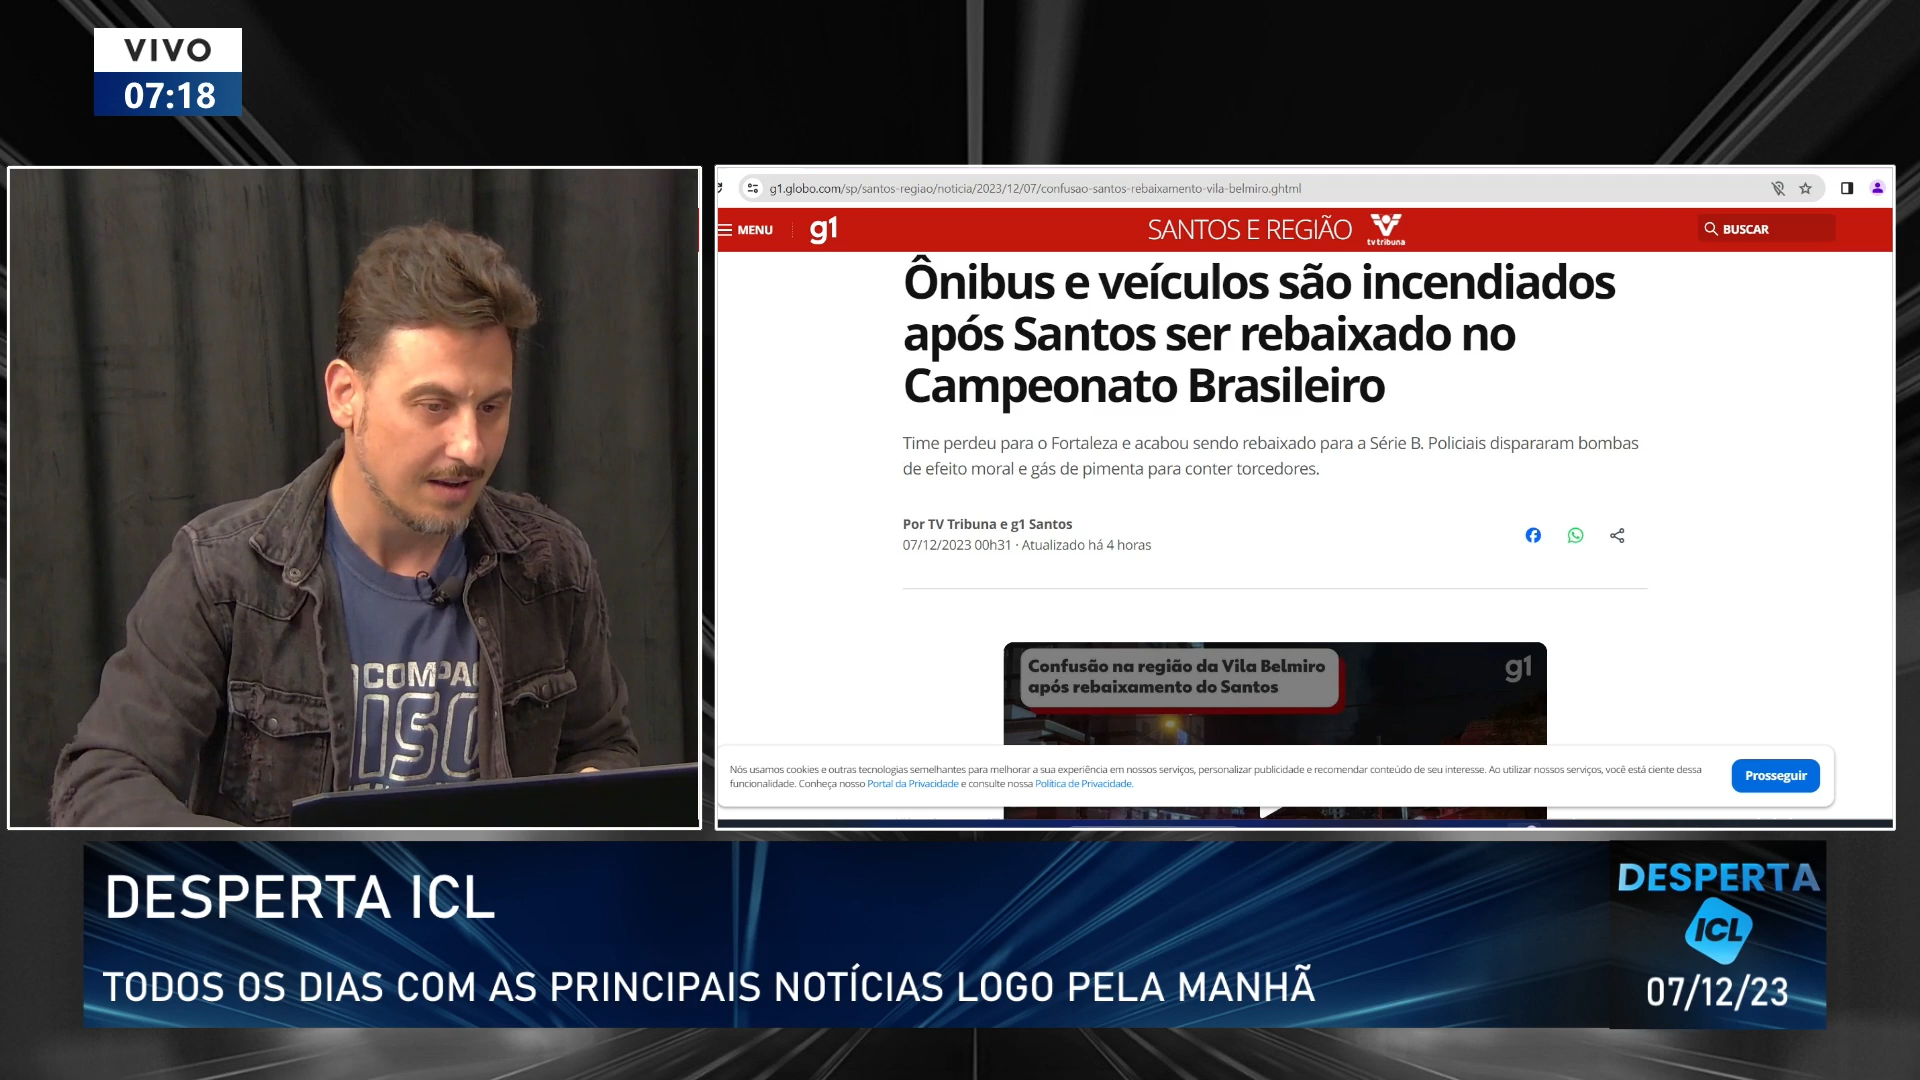 VIVO
07:18
g1.globo.com/sp/santos-regiao/noticia/2023/12/07/confusao-santos-rebaixamento-vila-belmiro.ghtml
MENU
g1
SANTOS E REGIÃO
tv tribuna
BUSCAR
Ônibus e veículos são incendiados
após Santos ser rebaixado no
Campeonato Brasileiro
Time perdeu para o Fortaleza e acabou sendo rebaixado para a Série B. Policiais dispararam bombas
de efeito moral e gás de pimenta para conter torcedores.
Por TV Tribuna e g1 Santos
07/12/2023 00h31 · Atualizado há 4 horas
Confusão na região da Vila Belmiro
após rebaixamento do Santos
g1
Nós usamos cookies e outras tecnologias semelhantes para melhorar a sua experiência em nossos serviços, personalizar publicidade e recomendar conteúdo de seu interesse. Ao utilizar nossos serviços, você está ciente dessa
funcionalidade. Conheça nosso Portal da Privacidade e consulte nossa Política de Privacidade.
Prosseguir
DESPERTA ICL
TODOS OS DIAS COM AS PRINCIPAIS NOTÍCIAS LOGO PELA MANHÃ
DESPERTA
ICL
07/12/23